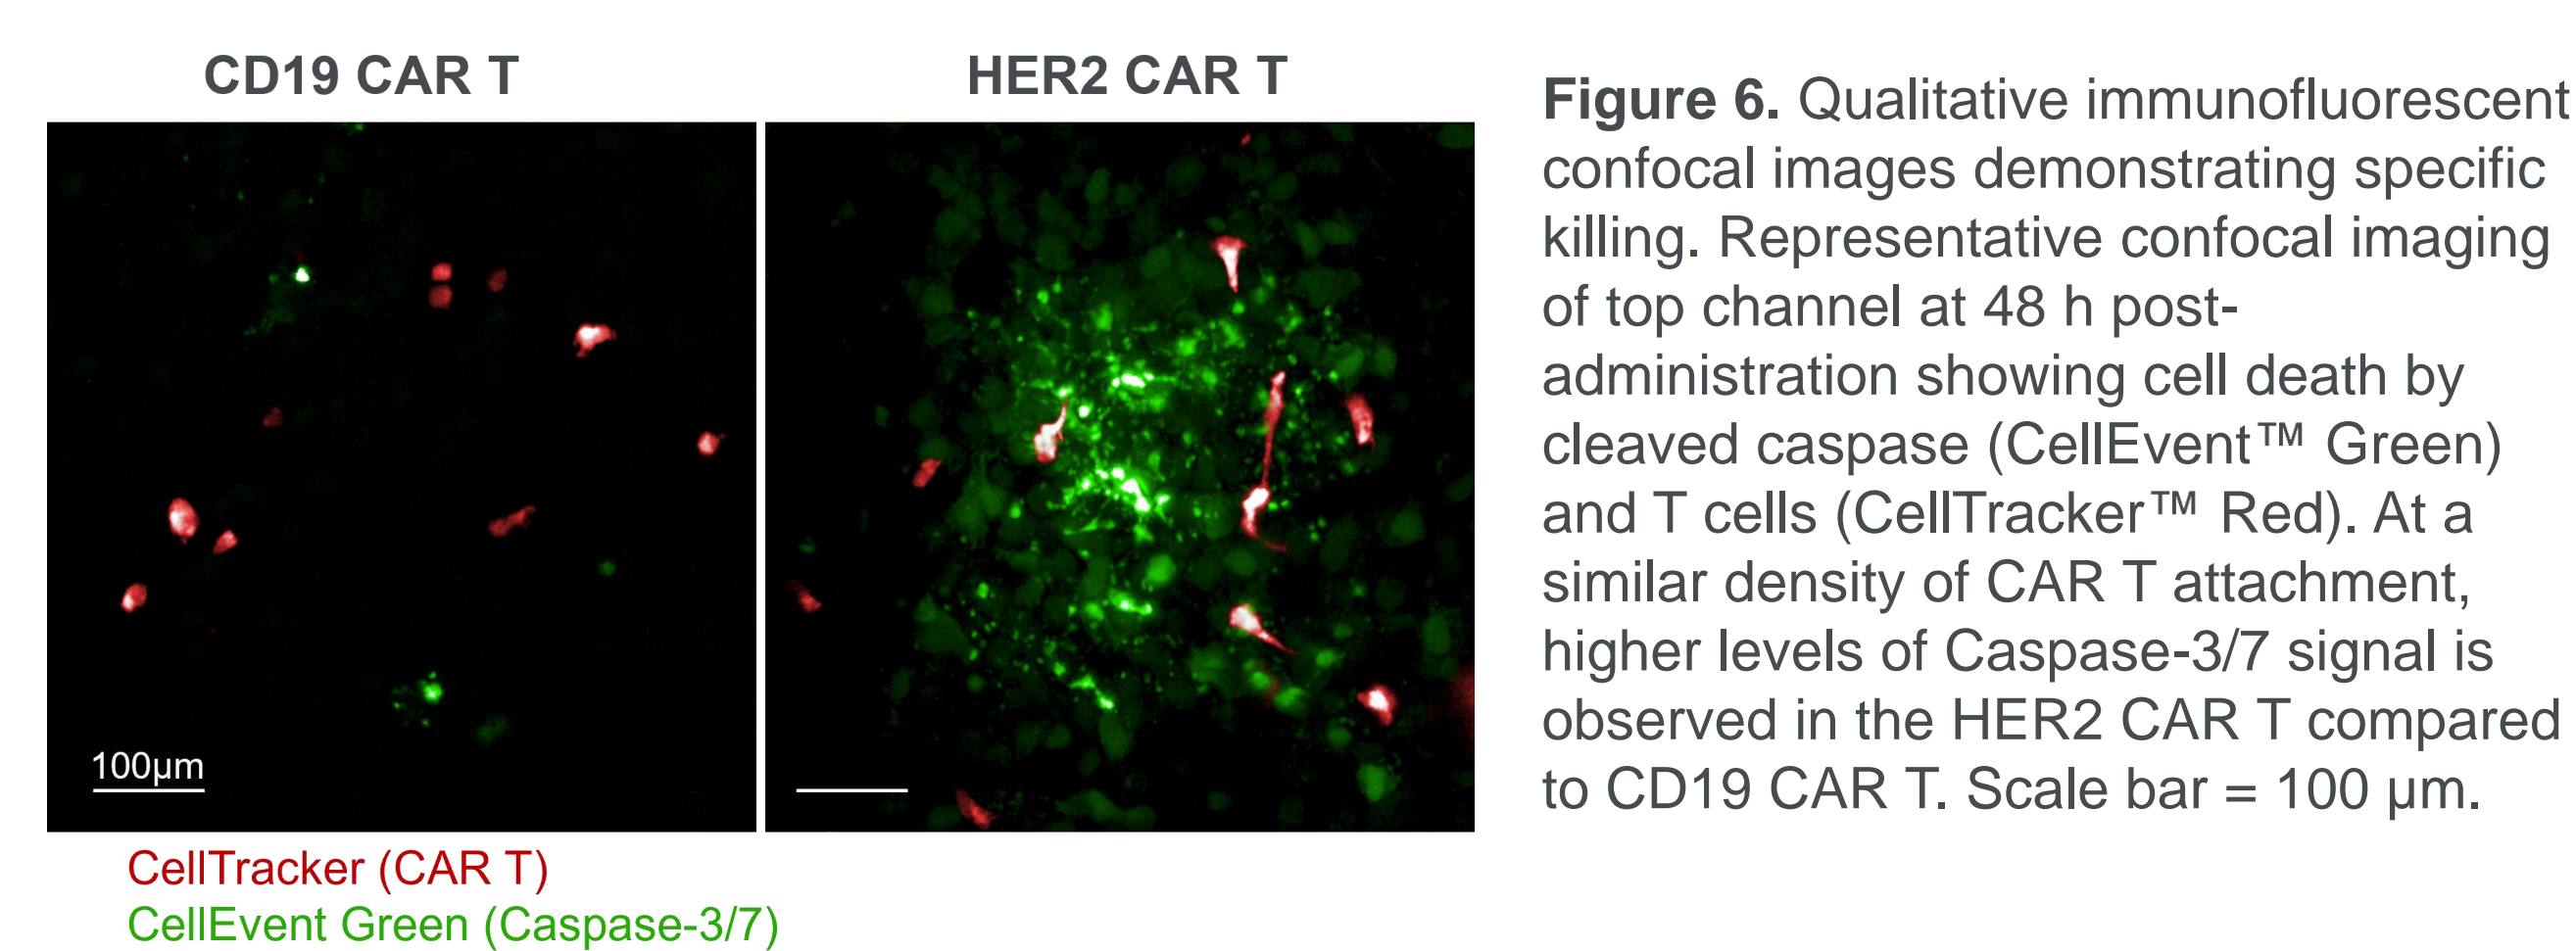 CD19 CAR T
HER2 CAR T
100µm
CellTracker (CAR T)
CellEvent Green (Caspase-3/7)
Figure 6. Qualitative immunofluorescent
confocal images demonstrating specific
killing. Representative confocal imaging
of top channel at 48 h post-
administration showing cell death by
cleaved caspase (CellEvent™ Green)
and T cells (CellTracker™ Red). At a
similar density of CAR T attachment,
higher levels of Caspase-3/7 signal is
observed in the HER2 CAR T compared
to CD19 CAR T. Scale bar = 100 µm.